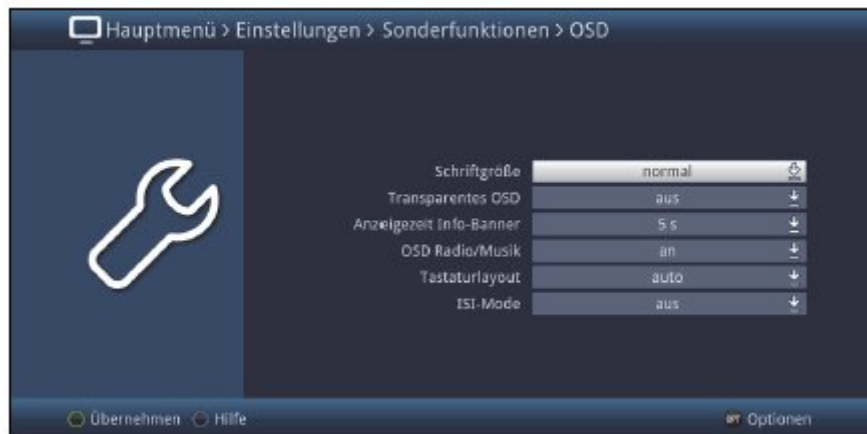 Hauptmenü > Einstellungen > Sonderfunktionen > OSD
Schriftgröße normal
Transparentes OSD aus
Anzeigezeit Info-Banner 5 s
OSD Radio/Musik an
Tastaturlayout auto
ISI-Mode aus
Übernehmen Hilfe OPT Optionen